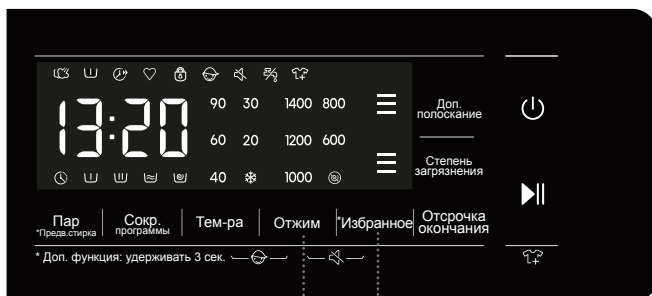 90 30 1400 800
Доп.
полоскание
13:20
60 20 1200 600
Степень
загрязнения
40 1000
Пар
*Предв.стирка
Сокр.
программы
Тем-ра
Отжим
*Избранное
Отсрочка
окончания
* Доп. функция: удерживать 3 сек.